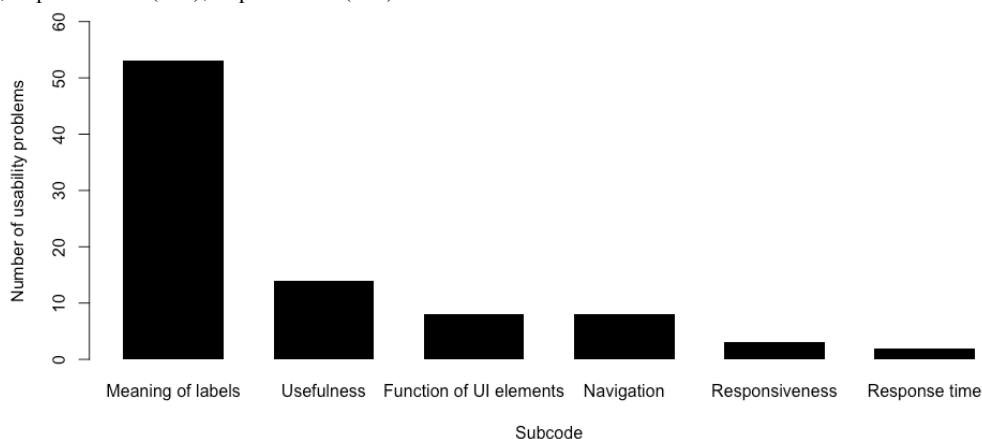 Number of usability problems
60
50
40
30
20
10
0
Meaning of labels Usefulness Function of UI elements Navigation Responsiveness Response time
Subcode